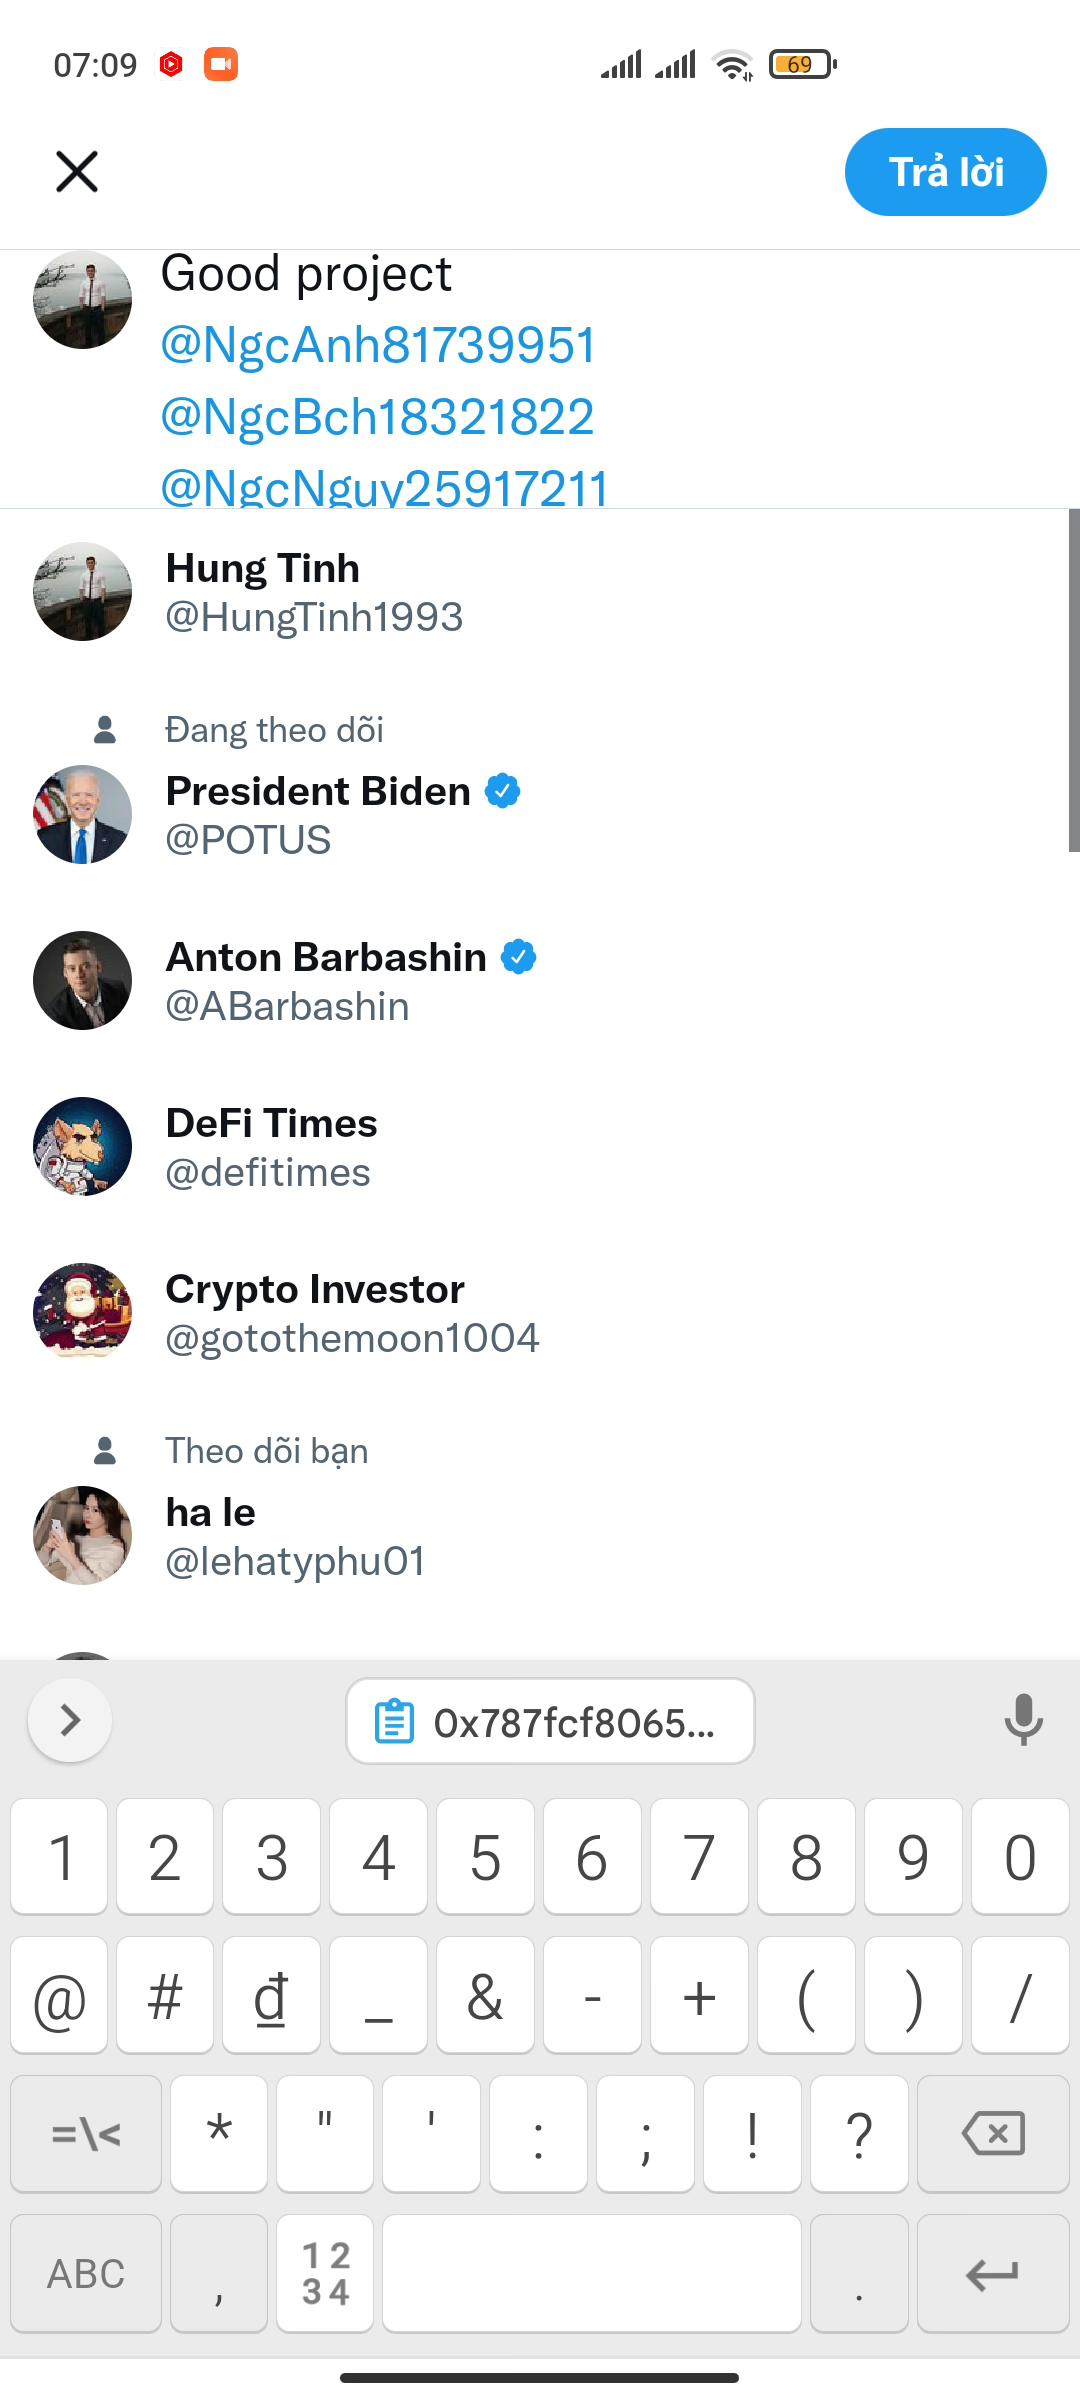 07:09
69
Trả lời
Good project
@NgcAnh81739951
@NgcBch18321822
@NgcNguy25917211
Hung Tinh
@HungTinh1993
Đang theo dõi
President Biden
@POTUS
Anton Barbashin
@ABarbashin
DeFi Times
@defitimes
Crypto Investor
@gotothemoon1004
Theo dõi bạn
ha le
@lehatyphu01
0x787fcf8065...
1 2 3 4 5 6 7 8 9 0
@ # ₫ _ & - + ( ) /
=\< * " ' : ; ! ?
ABC , 12 34 .